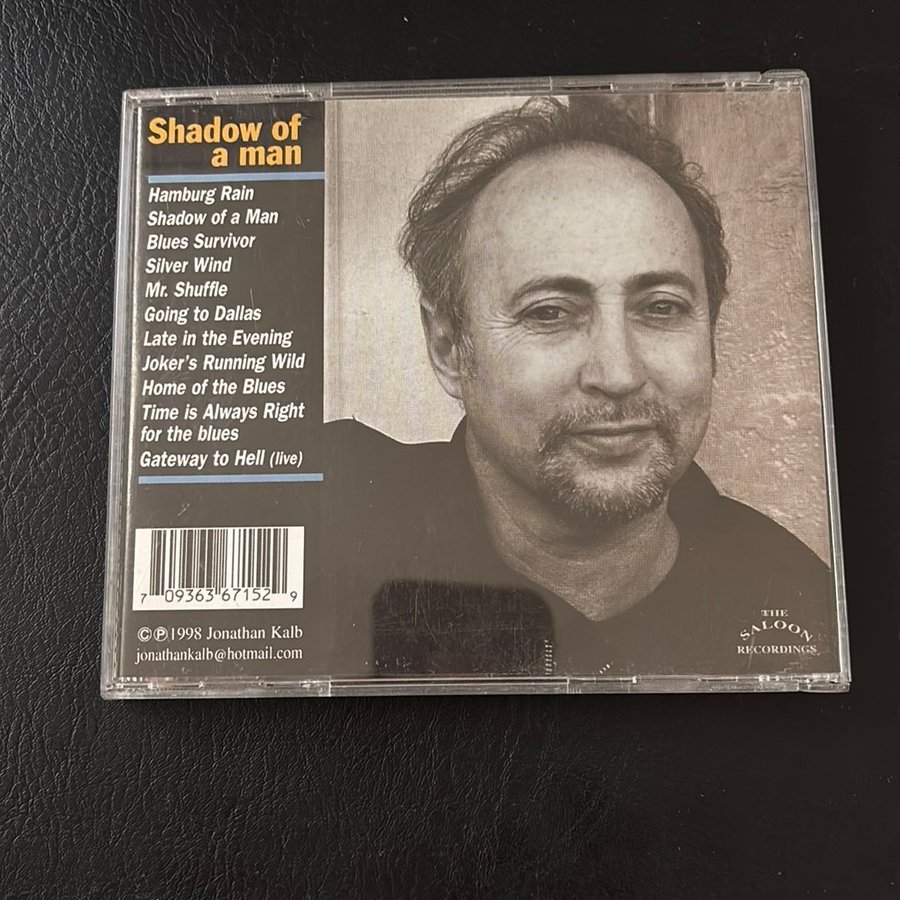 Shadow of
a man
Hamburg Rain
Shadow of a Man
Blues Survivor
Silver Wind
Mr. Shuffle
Going to Dallas
Late in the Evening
Joker's Running Wild
Home of the Blues
Time is Always Right
for the blues
Gateway to Hell (live)
7 09363 67152 9
©℗1998 Jonathan Kalb
jonathankalb@hotmail.com
THE
SALOON
RECORDINGS